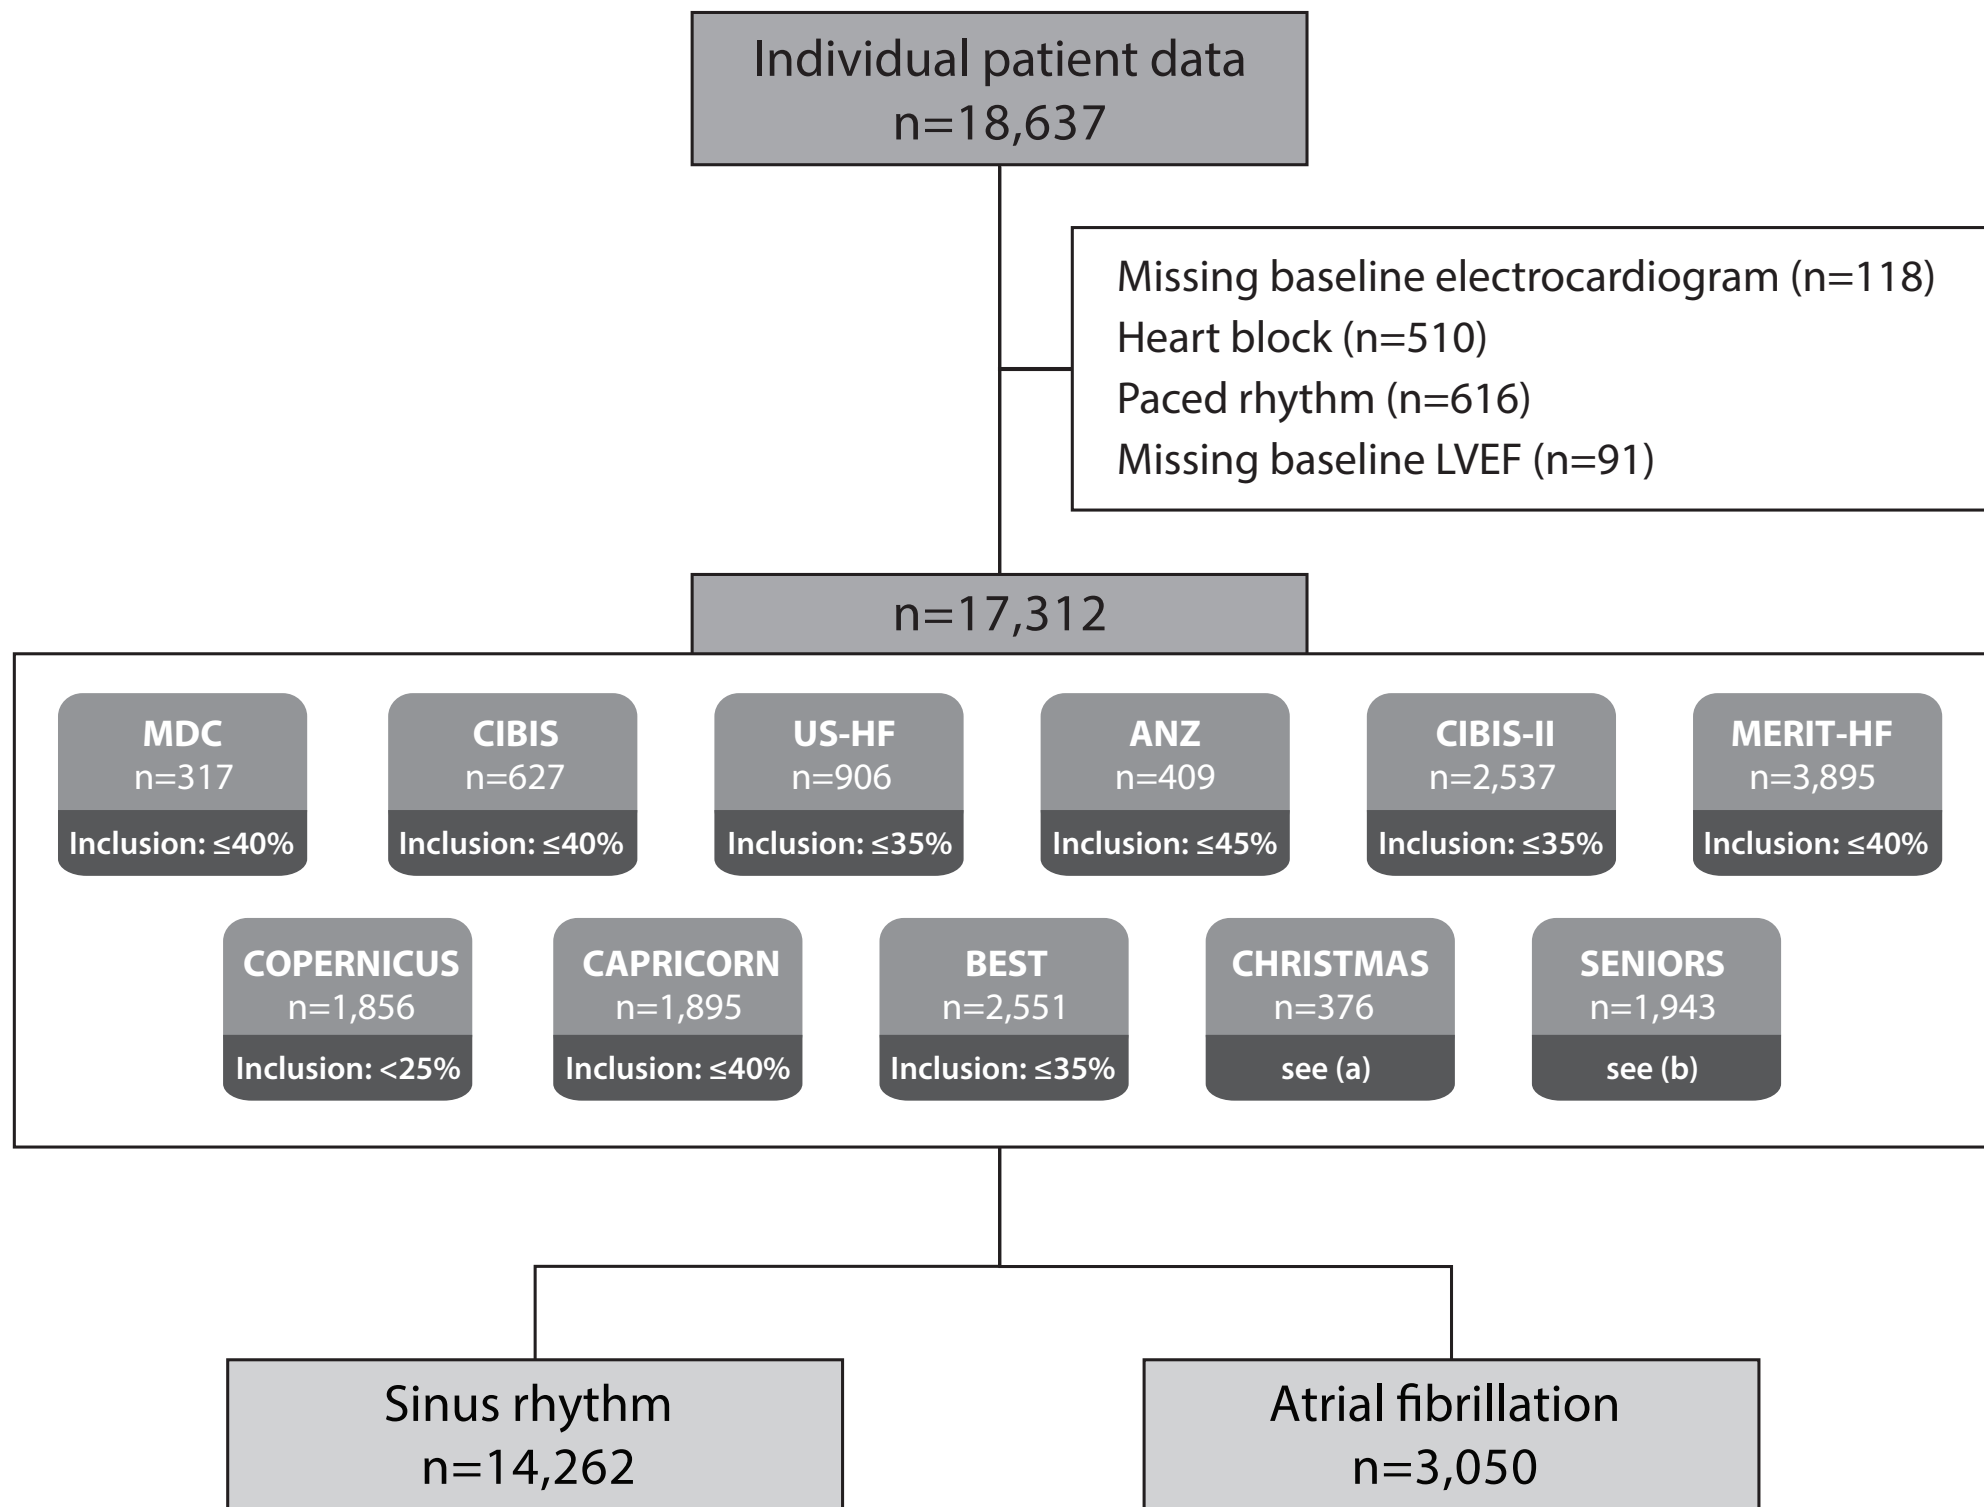 Individual patient data
n=18,637
Missing baseline electrocardiogram (n=118)
Heart block (n=510)
Paced rhythm (n=616)
Missing baseline LVEF (n=91)
n=17,312
MDC
n=317
Inclusion: ≤40%
CIBIS
n=627
Inclusion: ≤40%
US-HF
n=906
Inclusion: ≤35%
ANZ
n=409
Inclusion: ≤45%
CIBIS-II
n=2,537
Inclusion: ≤35%
MERIT-HF
n=3,895
Inclusion: ≤40%
COPERNICUS
n=1,856
Inclusion: <25%
CAPRICORN
n=1,895
Inclusion: ≤40%
BEST
n=2,551
Inclusion: ≤35%
CHRISTMAS
n=376
see (a)
SENIORS
n=1,943
see (b)
Sinus rhythm
n=14,262
Atrial fibrillation
n=3,050